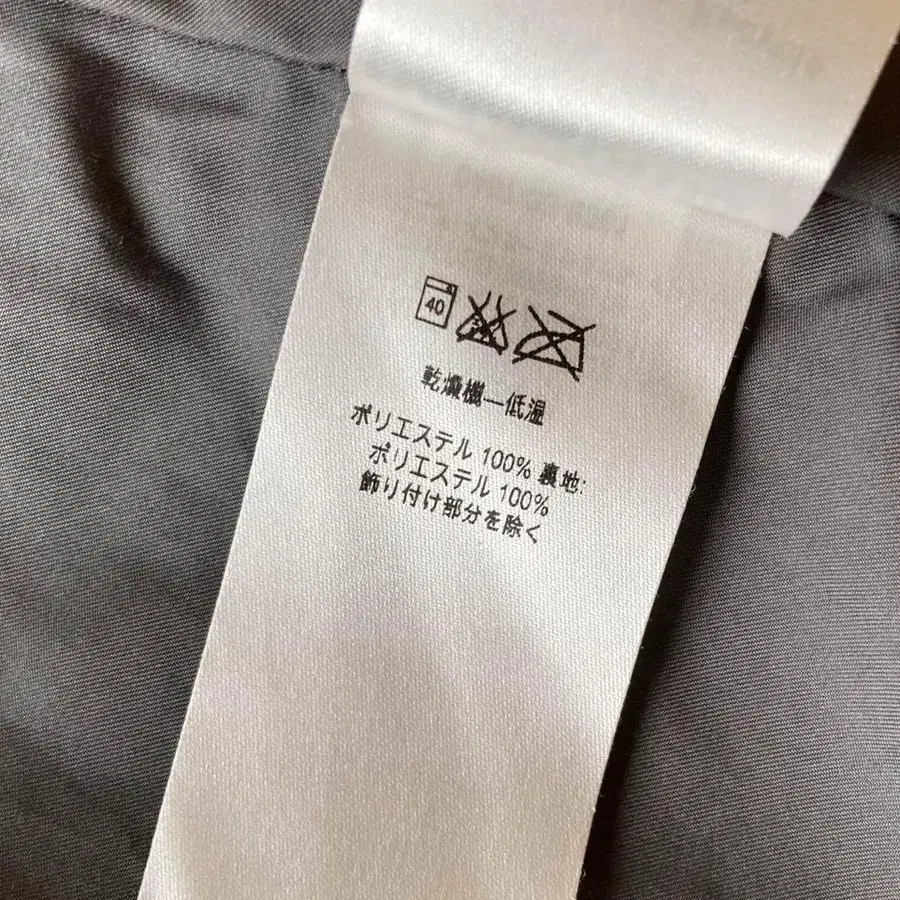 40
乾燥機—低温
ポリエステル 100% 裏地:
ポリエステル 100%
飾り付け部分を除く